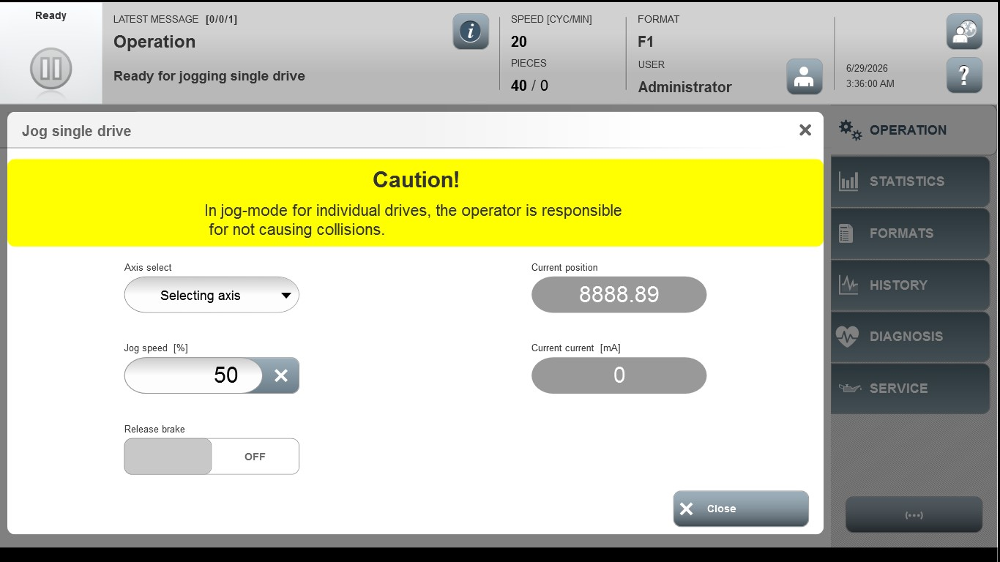 Ready
LATEST MESSAGE [0/0/1]
Operation
Ready for jogging single drive
i
SPEED [CYC/MIN]
20
PIECES
40 / 0
FORMAT
F1
USER
Administrator
6/29/2026
3:36:00 AM
?
Jog single drive
Caution!
In jog-mode for individual drives, the operator is responsible
for not causing collisions.
Axis select
Selecting axis
Current position
8888.89
Jog speed [%]
50
Current current [mA]
0
Release brake
OFF
Close
OPERATION
STATISTICS
FORMATS
HISTORY
DIAGNOSIS
SERVICE
(•••)